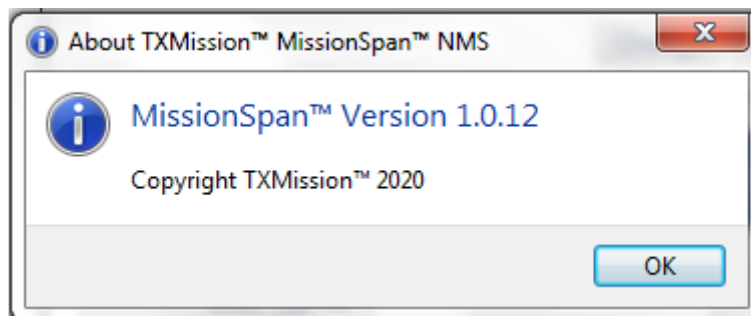 About TXMission™ MissionSpan™ NMS
MissionSpan™ Version 1.0.12
Copyright TXMission™ 2020
OK